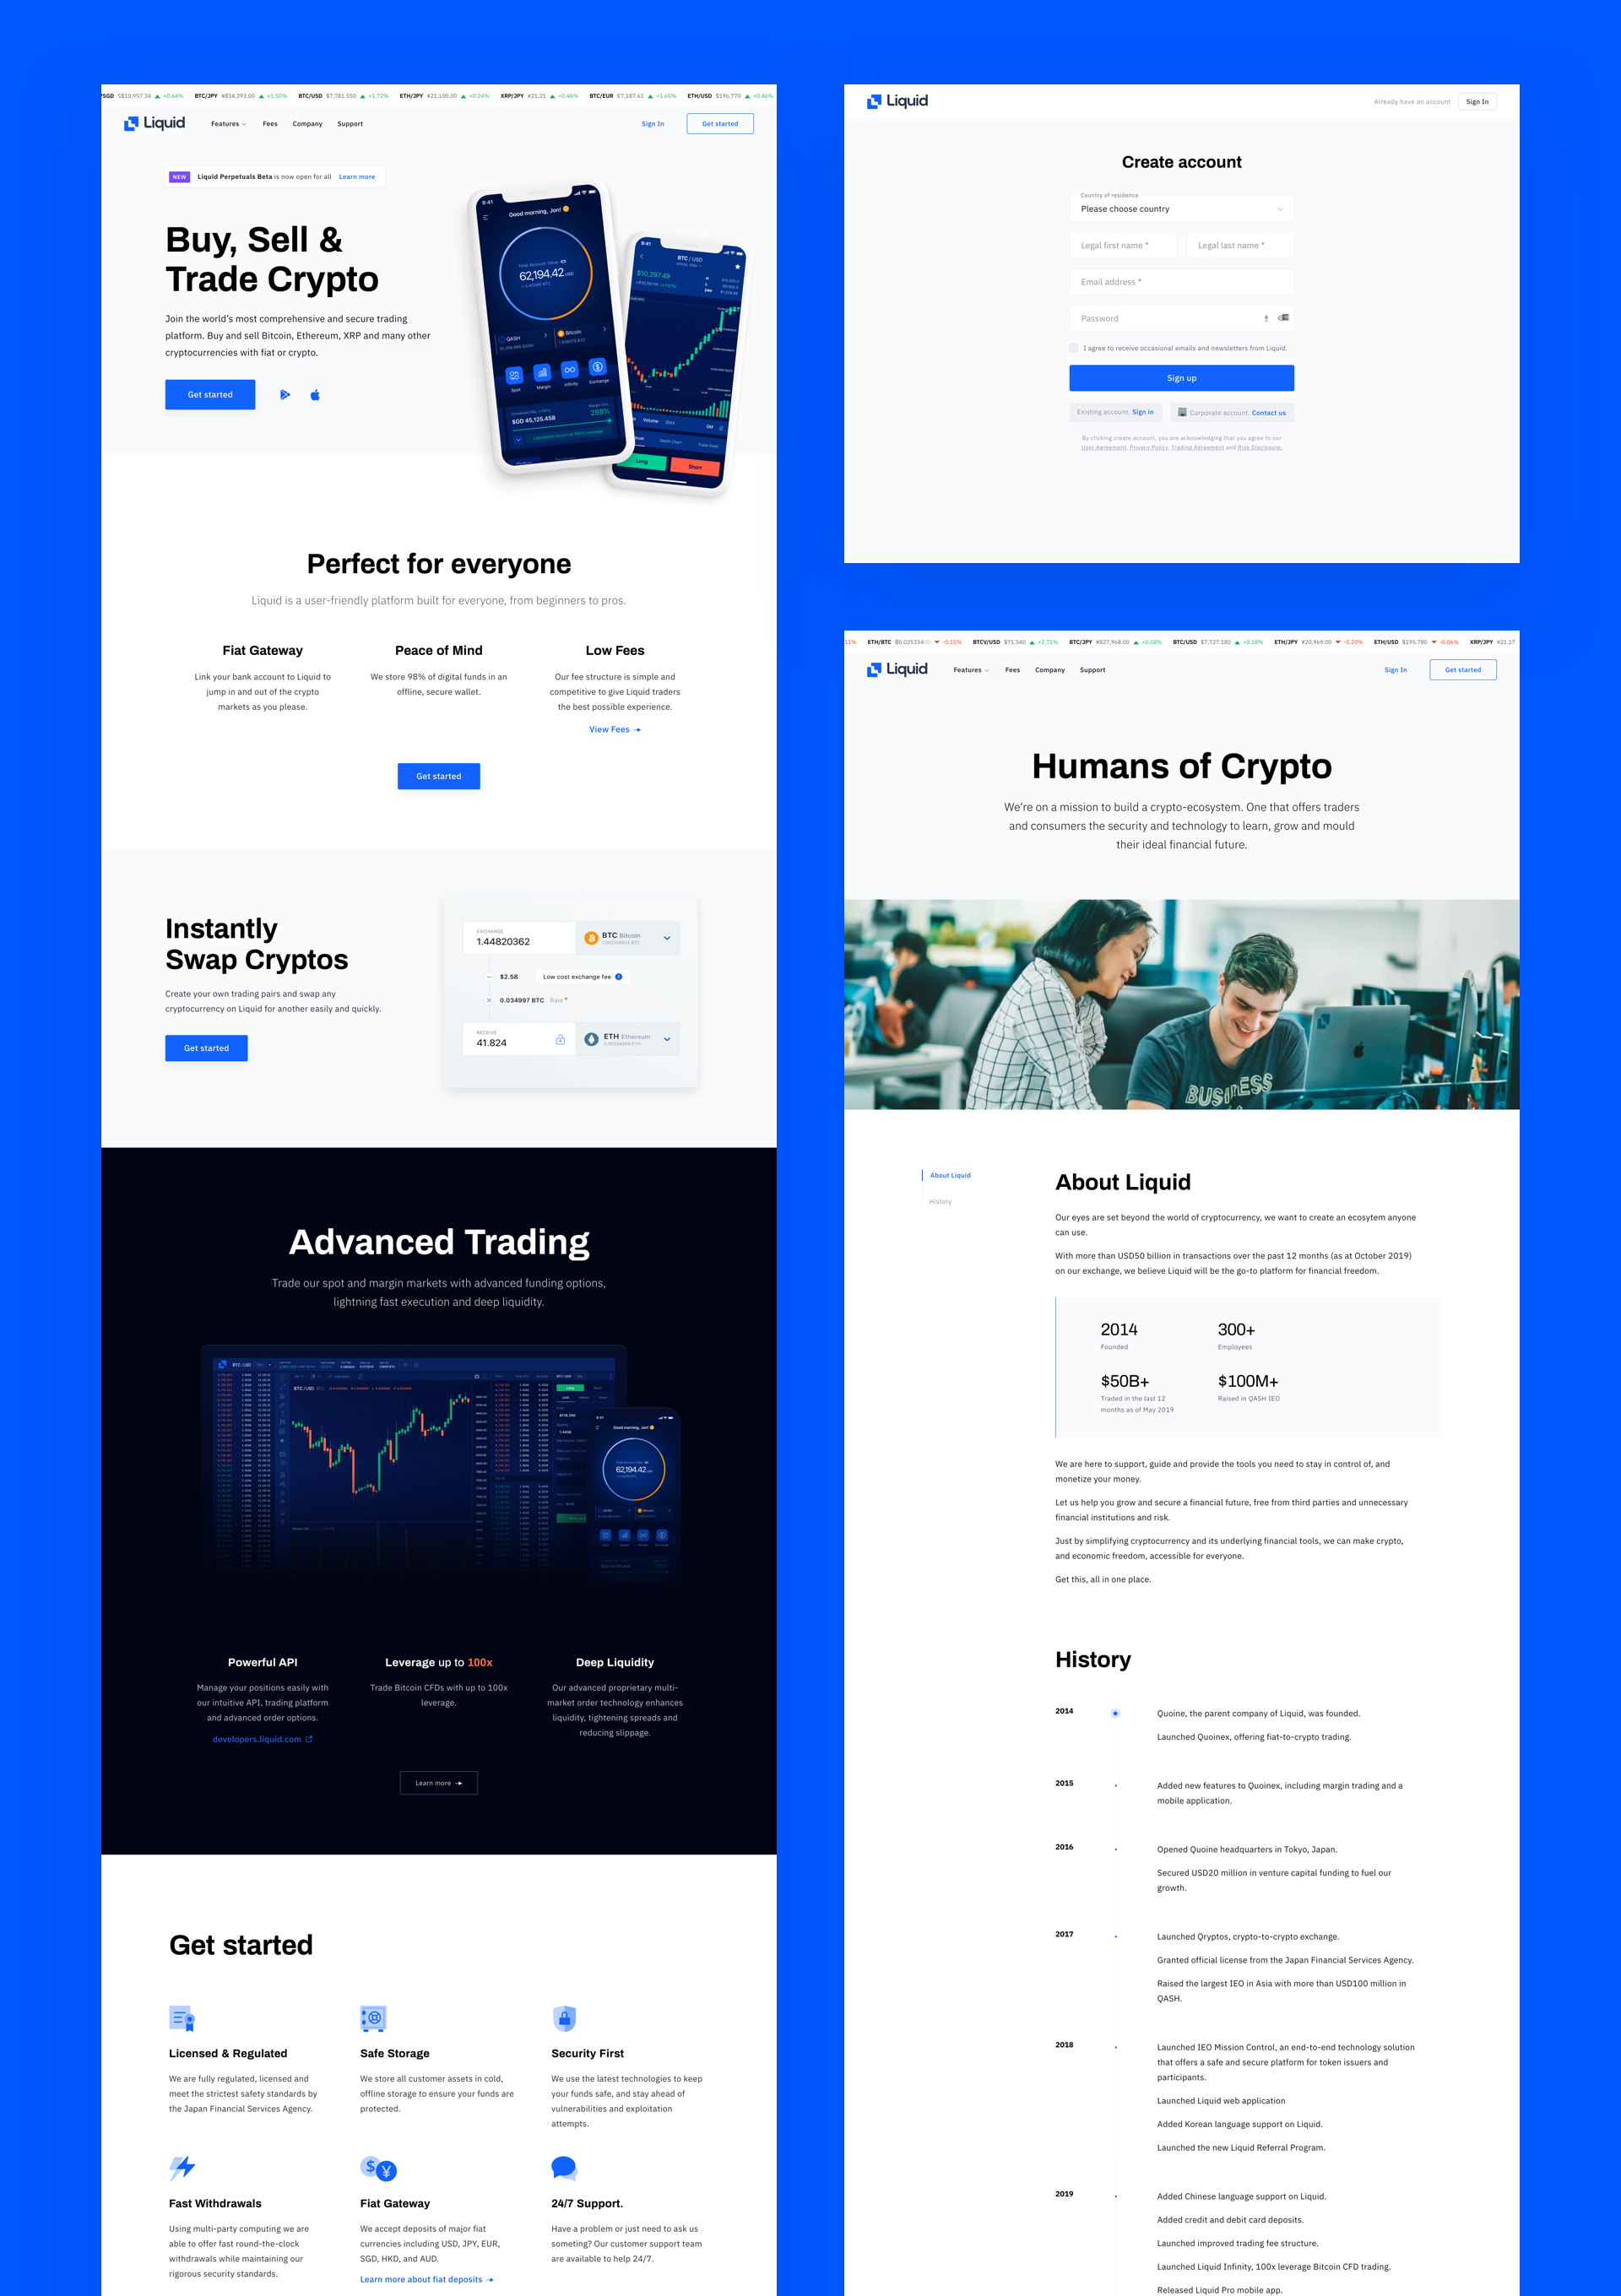 /SGD S$10,957.34 +0.64% BTC/JPY ¥834,393.00 +1.50% BTC/USD $7,781.550 +1.72% ETH/JPY ¥21,100.00 +0.24% XRP/JPY ¥21.21 +0.46% BTC/EUR €7,187.61 +1.65% ETH/USD $196.770 +0.46%
Liquid Features Fees Company Support Sign In Get started
NEW Liquid Perpetuals Beta is now open for all Learn more
Buy, Sell &
Trade Crypto
Join the world's most comprehensive and secure trading
platform. Buy and sell Bitcoin, Ethereum, XRP and many other
cryptocurrencies with fiat or crypto.
Get started
9:41
Good morning, Jon!
Total Account Value
62,194.42 USD
QASH
Bitcoin
Spot Margin Infinity Exchange
$GD 45,125.45B
288%
9:41
BTC / USD
$10,297.49
Volume
Depth Chart Trade Feed
Long Short
Perfect for everyone
Liquid is a user-friendly platform built for everyone, from beginners to pros.
Fiat Gateway
Link your bank account to Liquid to
jump in and out of the crypto
markets as you please.
Peace of Mind
We store 98% of digital funds in an
offline, secure wallet.
Low Fees
Our fee structure is simple and
competitive to give Liquid traders
the best possible experience.
View Fees
Get started
Instantly
Swap Cryptos
Create your own trading pairs and swap any
cryptocurrency on Liquid for another easily and quickly.
Get started
EXCHANGE
1.44820362
BTC Bitcoin
$2.58 Low cost exchange fee
0.034997 BTC Rate
RECEIVE
41.824
ETH Ethereum
Advanced Trading
Trade our spot and margin markets with advanced funding options,
lightning fast execution and deep liquidity.
BTC/USD
BTC/USD
9:41
Good morning, Jon!
Total Account Value
62,194.42
Bitcoin
Powerful API
Manage your positions easily with
our intuitive API, trading platform
and advanced order options.
developers.liquid.com
Leverage up to 100x
Trade Bitcoin CFDs with up to 100x
leverage.
Deep Liquidity
Our advanced proprietary multi-
market order technology enhances
liquidity, tightening spreads and
reducing slippage.
Learn more
Get started
Licensed & Regulated
We are fully regulated, licensed and
meet the strictest safety standards by
the Japan Financial Services Agency.
Safe Storage
We store all customer assets in cold,
offline storage to ensure your funds are
protected.
Security First
We use the latest technologies to keep
your funds safe, and stay ahead of
vulnerabilities and exploitation
attempts.
Fast Withdrawals
Using multi-party computing we are
able to offer fast round-the-clock
withdrawals while maintaining our
rigorous security standards.
Fiat Gateway
We accept deposits of major fiat
currencies including USD, JPY, EUR,
SGD, HKD, and AUD.
Learn more about fiat deposits
24/7 Support.
Have a problem or just need to ask us
someting? Our customer support team
are available to help 24/7.
Liquid Already have an account Sign In
Create account
Country of residence
Please choose country
Legal first name * Legal last name *
Email address *
Password
I agree to receive occasional emails and newsletters from Liquid.
Sign up
Existing account. Sign in Corporate account. Contact us
By clicking create account, you are acknowledging that you agree to our
User Agreement, Privacy Policy, Trading Agreement and Risk Disclosure.
11% ETH/BTC ₿0.02533400 -0.15% BTCV/USD $71.540 +2.71% BTC/JPY ¥827,968.00 +0.08% BTC/USD $7,727.180 +0.18% ETH/JPY ¥20,969.00 -0.20% ETH/USD $195.780 -0.06% XRP/JPY ¥21.17
Liquid Features Fees Company Support Sign In Get started
Humans of Crypto
We're on a mission to build a crypto-ecosystem. One that offers traders
and consumers the security and technology to learn, grow and mould
their ideal financial future.
BUSINESS
About Liquid
History
About Liquid
Our eyes are set beyond the world of cryptocurrency, we want to create an ecosytem anyone
can use.
With more than USD50 billion in transactions over the past 12 months (as at October 2019)
on our exchange, we believe Liquid will be the go-to platform for financial freedom.
2014 300+
Founded Employees
$50B+ $100M+
Traded in the last 12 Raised in QASH IEO
months as of May 2019
We are here to support, guide and provide the tools you need to stay in control of, and
monetize your money.
Let us help you grow and secure a financial future, free from third parties and unnecessary
financial institutions and risk.
Just by simplifying cryptocurrency and its underlying financial tools, we can make crypto,
and economic freedom, accessible for everyone.
Get this, all in one place.
History
2014 Quoine, the parent company of Liquid, was founded.
Launched Quoinex, offering fiat-to-crypto trading.
2015 Added new features to Quoinex, including margin trading and a
mobile application.
2016 Opened Quoine headquarters in Tokyo, Japan.
Secured USD20 million in venture capital funding to fuel our
growth.
2017 Launched Qryptos, crypto-to-crypto exchange.
Granted official license from the Japan Financial Services Agency.
Raised the largest IEO in Asia with more than USD100 million in
QASH.
2018 Launched IEO Mission Control, an end-to-end technology solution
that offers a safe and secure platform for token issuers and
participants.
Launched Liquid web application
Added Korean language support on Liquid.
Launched the new Liquid Referral Program.
2019 Added Chinese language support on Liquid.
Added credit and debit card deposits.
Launched improved trading fee structure.
Launched Liquid Infinity, 100x leverage Bitcoin CFD trading.
Released Liquid Pro mobile app.